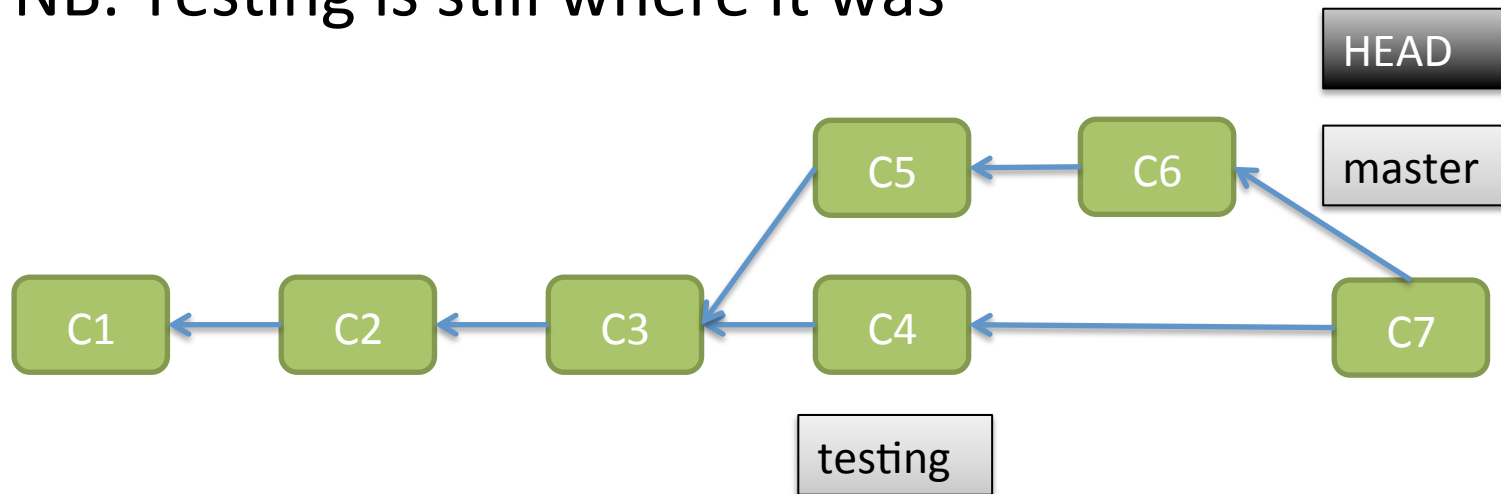 NB: Testing is still where it was
HEAD
master
C5
C6
C1
C2
C3
C4
C7
testing